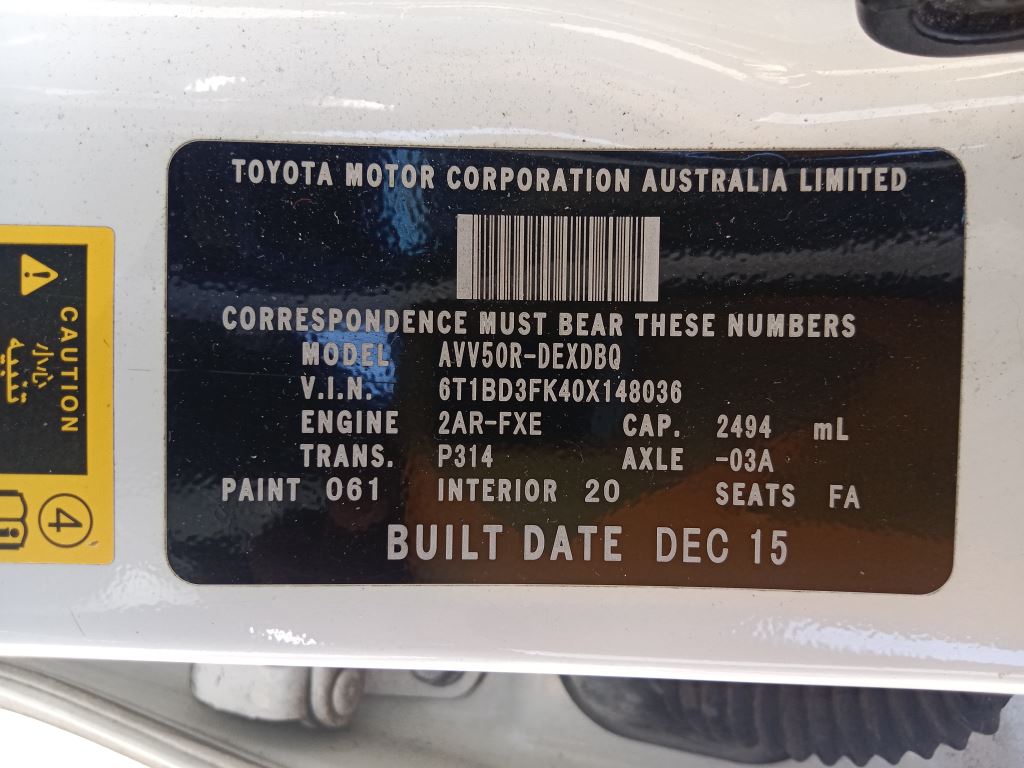 TOYOTA MOTOR CORPORATION AUSTRALIA LIMITED
CORRESPONDENCE MUST BEAR THESE NUMBERS
MODEL AVV50R-DEXDBQ
V.I.N. 6T1BD3FK40X148036
ENGINE 2AR-FXE CAP. 2494 mL
TRANS. P314 AXLE -03A
PAINT 061 INTERIOR 20 SEATS FA
BUILT DATE DEC 15
CAUTION
4